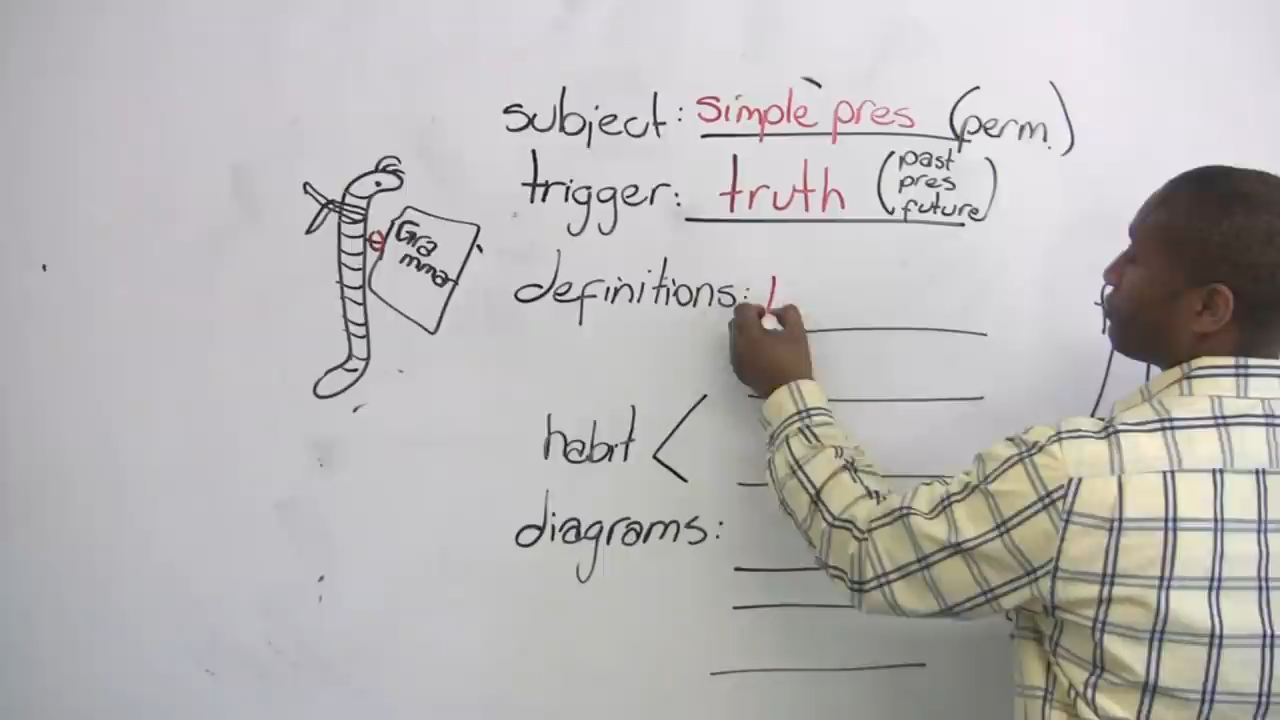 subject: simple pres (perm.)
trigger: truth (past
pres
future)
definitions:
habit <
diagrams:
Gra
mmar